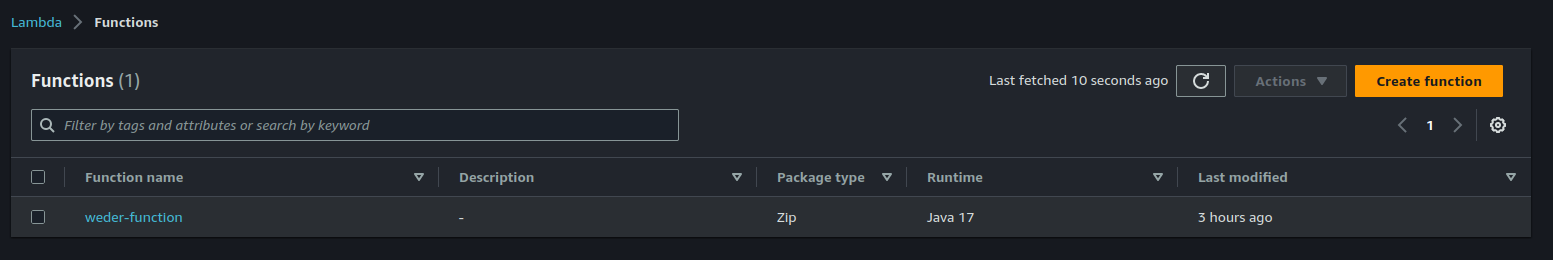 Lambda > Functions
Functions (1)
Last fetched 10 seconds ago
Actions
Create function
Filter by tags and attributes or search by keyword
1
Function name Description Package type Runtime Last modified
weder-function - Zip Java 17 3 hours ago